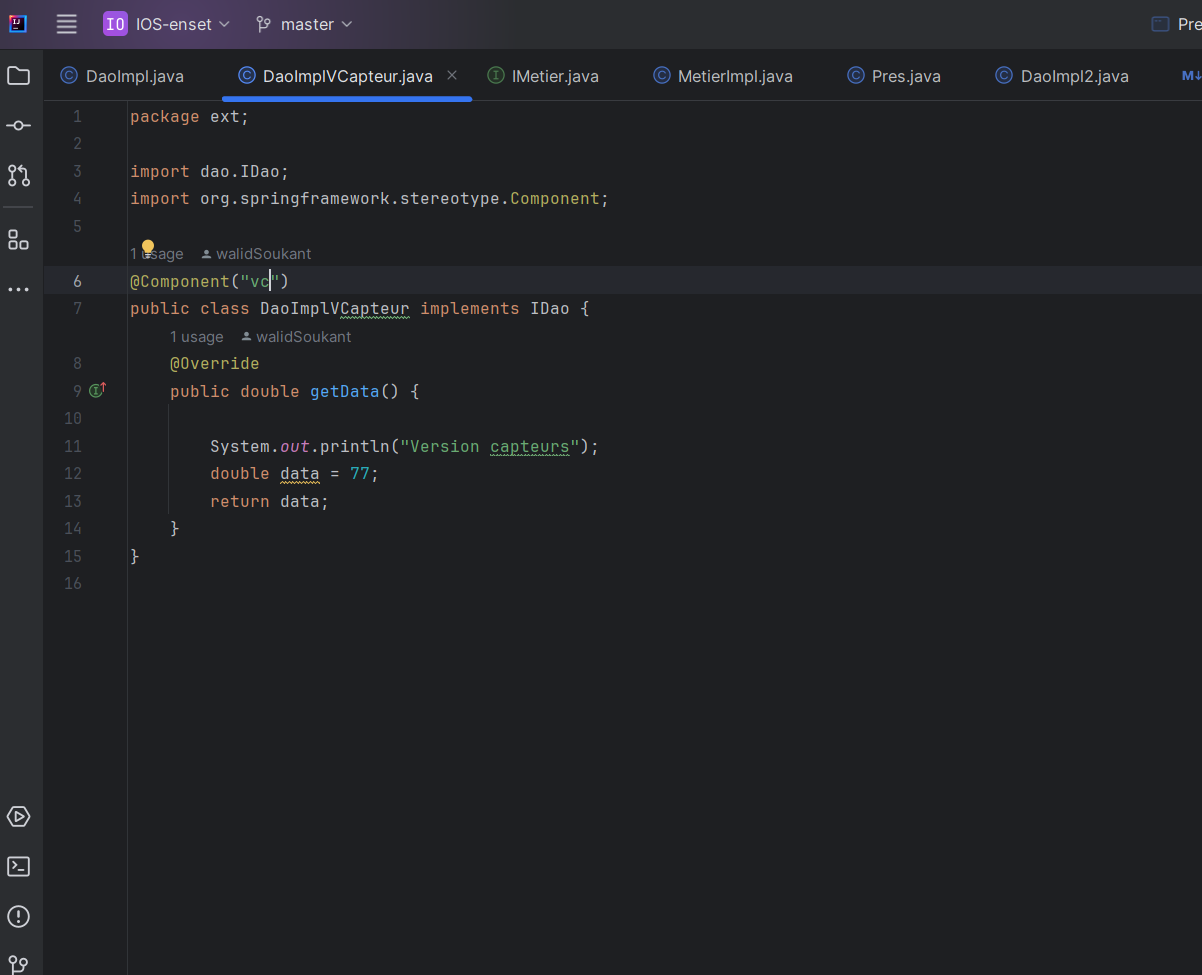 IJ
IO IOS-enset master Pre
DaoImpl.java DaoImplVCapteur.java IMetier.java MetierImpl.java Pres.java DaoImpl2.java M↓
1 package ext;
2
3 import dao.IDao;
4 import org.springframework.stereotype.Component;
5
1 usage walidSoukant
6 @Component("vc")
7 public class DaoImplVCapteur implements IDao {
1 usage walidSoukant
8 @Override
9 public double getData() {
10
11 System.out.println("Version capteurs");
12 double data = 77;
13 return data;
14 }
15 }
16